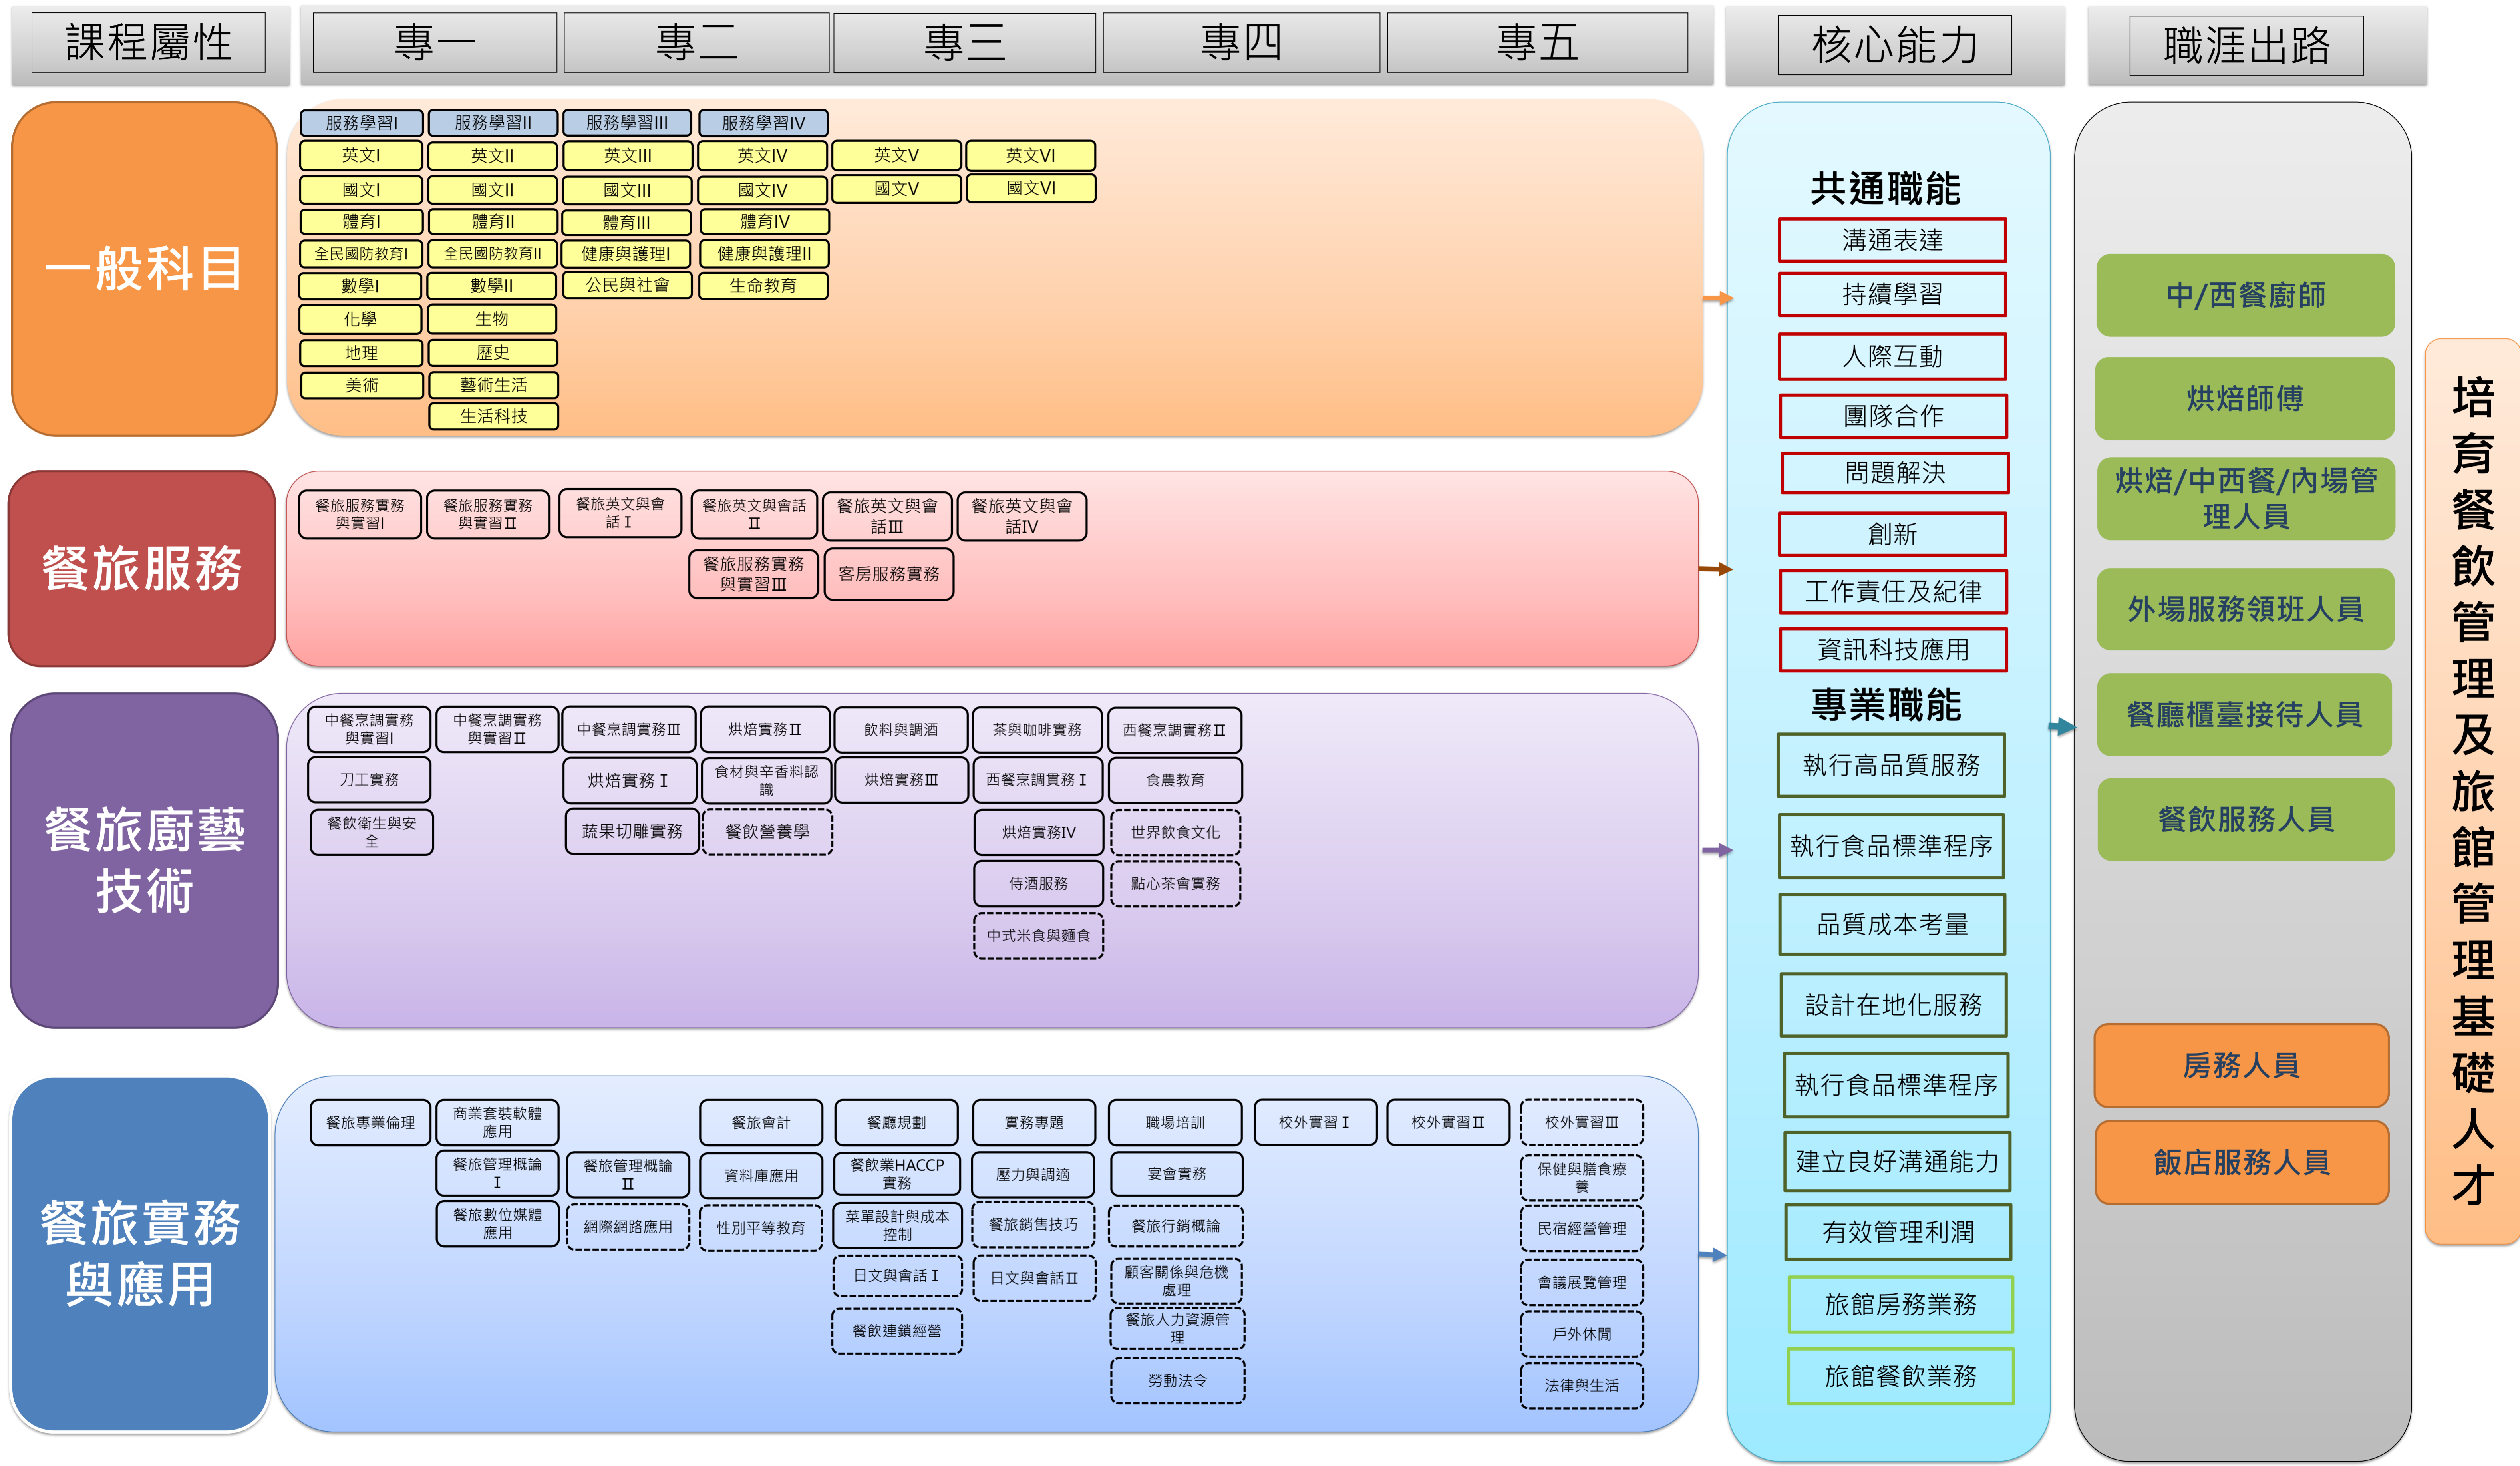 課程屬性
專一
專二
專三
專四
專五
核心能力
職涯出路
一般科目
服務學習I
服務學習II
服務學習III
服務學習IV
英文I
英文II
英文III
英文IV
英文V
英文VI
國文I
國文II
國文III
國文IV
國文V
國文VI
體育I
體育II
體育III
體育IV
全民國防教育I
全民國防教育II
健康與護理I
健康與護理II
數學I
數學II
公民與社會
生命教育
化學
生物
地理
歷史
美術
藝術生活
生活科技
餐旅服務
餐旅服務實務
與實習I
餐旅服務實務
與實習Ⅱ
餐旅英文與會
話Ⅰ
餐旅英文與會話
Ⅱ
餐旅英文與會
話Ⅲ
餐旅英文與會
話IV
餐旅服務實務
與實習Ⅲ
客房服務實務
餐旅廚藝
技術
中餐烹調實務
與實習I
中餐烹調實務
與實習Ⅱ
中餐烹調實務Ⅲ
烘焙實務Ⅱ
飲料與調酒
茶與咖啡實務
西餐烹調實務Ⅱ
刀工實務
烘焙實務Ⅰ
食材與辛香料認
識
烘焙實務Ⅲ
西餐烹調實務Ⅰ
食農教育
餐飲衛生與安
全
蔬果切雕實務
餐飲營養學
烘焙實務IV
世界飲食文化
侍酒服務
點心茶會實務
中式米食與麵食
餐旅實務
與應用
餐旅專業倫理
商業套裝軟體
應用
餐旅會計
餐廳規劃
實務專題
職場培訓
校外實習Ⅰ
校外實習Ⅱ
校外實習Ⅲ
餐旅管理概論
Ⅰ
餐旅管理概論
Ⅱ
資料庫應用
餐飲業HACCP
實務
壓力與調適
宴會實務
保健與膳食療
養
餐旅數位媒體
應用
網際網路應用
性別平等教育
菜單設計與成本
控制
餐旅銷售技巧
餐旅行銷概論
民宿經營管理
日文與會話Ⅰ
日文與會話Ⅱ
顧客關係與危機
處理
會議展覽管理
餐飲連鎖經營
餐旅人力資源管
理
戶外休閒
勞動法令
法律與生活
共通職能
溝通表達
持續學習
人際互動
團隊合作
問題解決
創新
工作責任及紀律
資訊科技應用
專業職能
執行高品質服務
執行食品標準程序
品質成本考量
設計在地化服務
執行食品標準程序
建立良好溝通能力
有效管理利潤
旅館房務業務
旅館餐飲業務
中/西餐廚師
烘焙師傅
烘焙/中西餐/內場管
理人員
外場服務領班人員
餐廳櫃臺接待人員
餐飲服務人員
房務人員
飯店服務人員
培育餐飲管理及旅館管理基礎人才